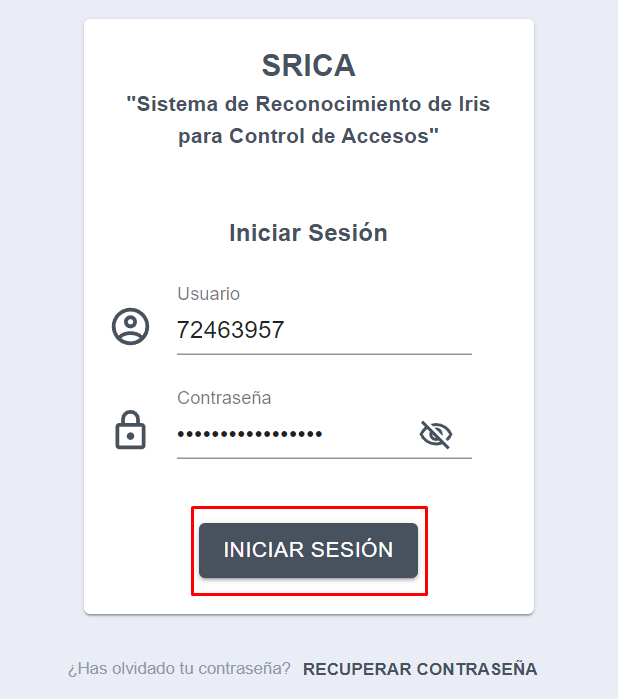 SRICA
"Sistema de Reconocimiento de Iris
para Control de Accesos"
Iniciar Sesión
Usuario
72463957
Contraseña
•••••••••••••••••
INICIAR SESIÓN
¿Has olvidado tu contraseña? RECUPERAR CONTRASEÑA